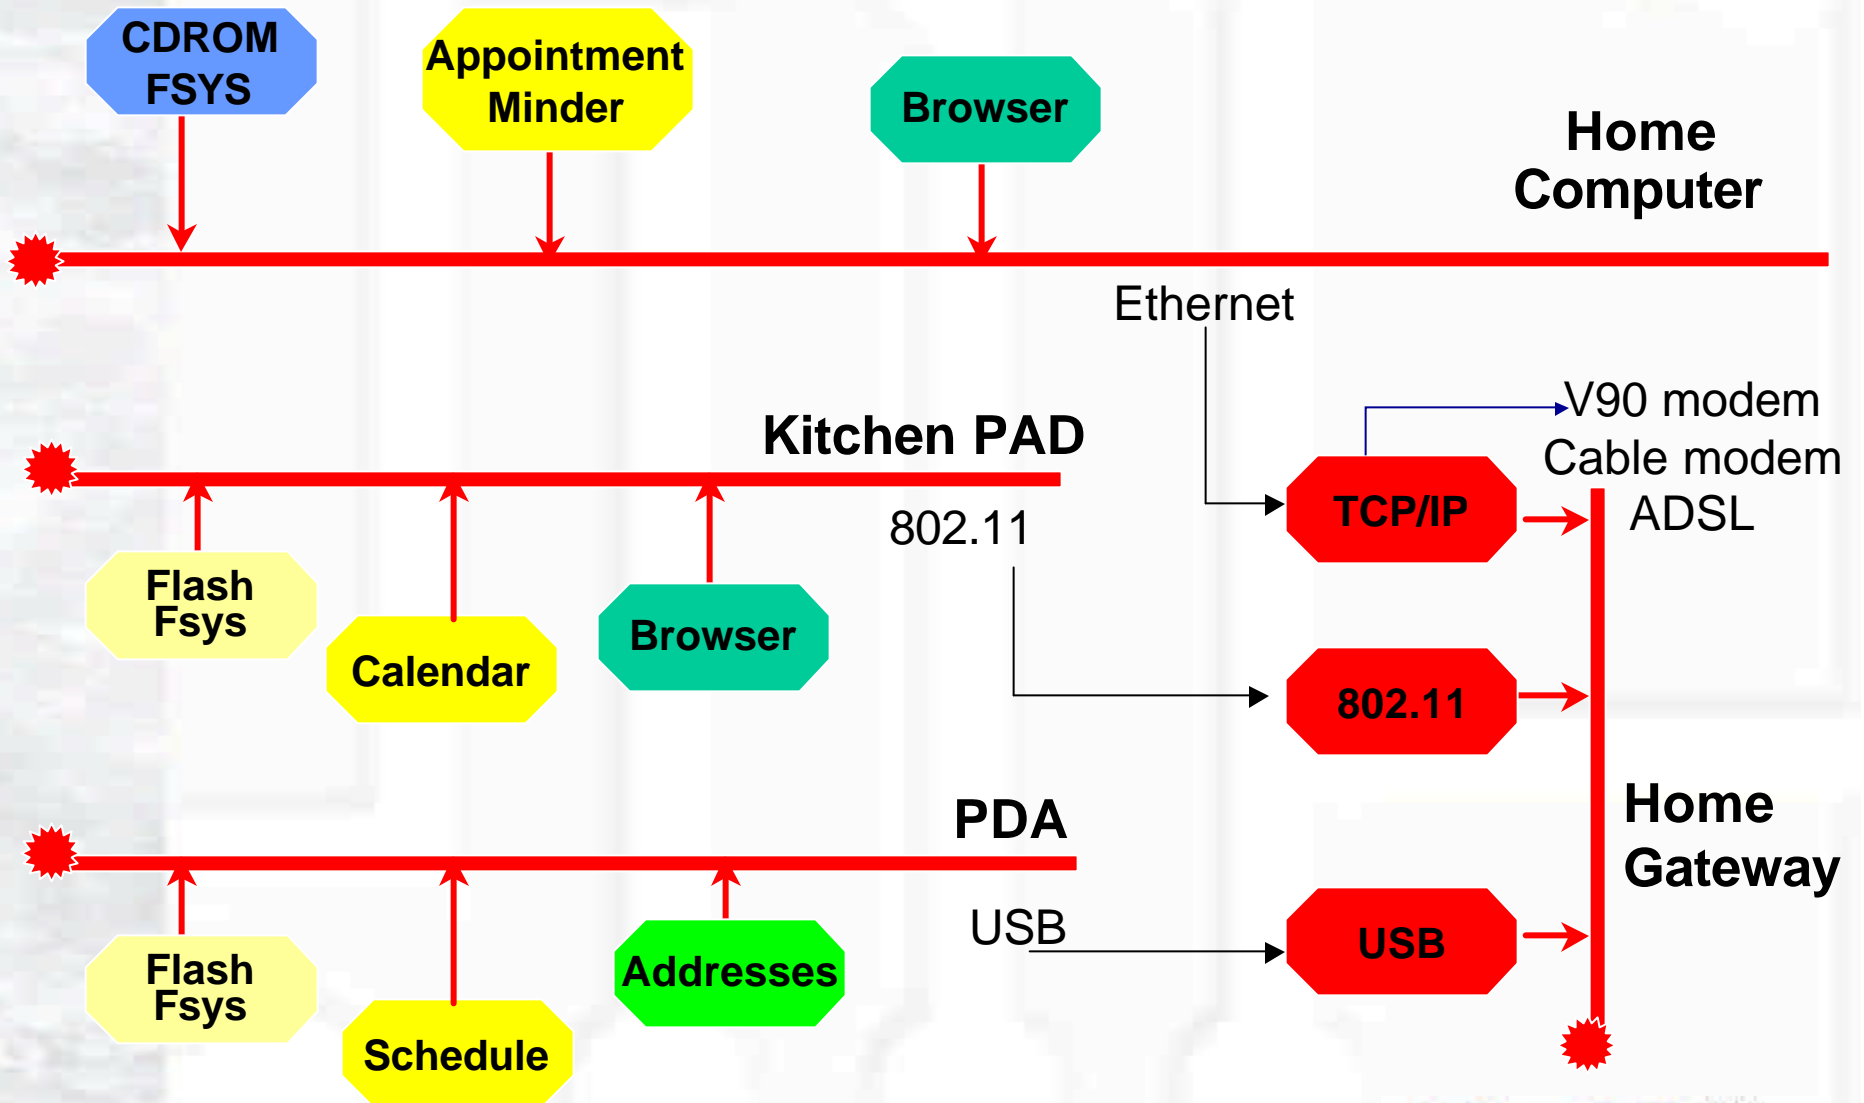 CDROM
FSYS
Appointment
Minder
Browser
Home
Computer
Ethernet
V90 modem
Cable modem
ADSL
Kitchen PAD
802.11
TCP/IP
Flash
Fsys
Calendar
Browser
802.11
PDA
Home
Gateway
USB
USB
Flash
Fsys
Schedule
Addresses